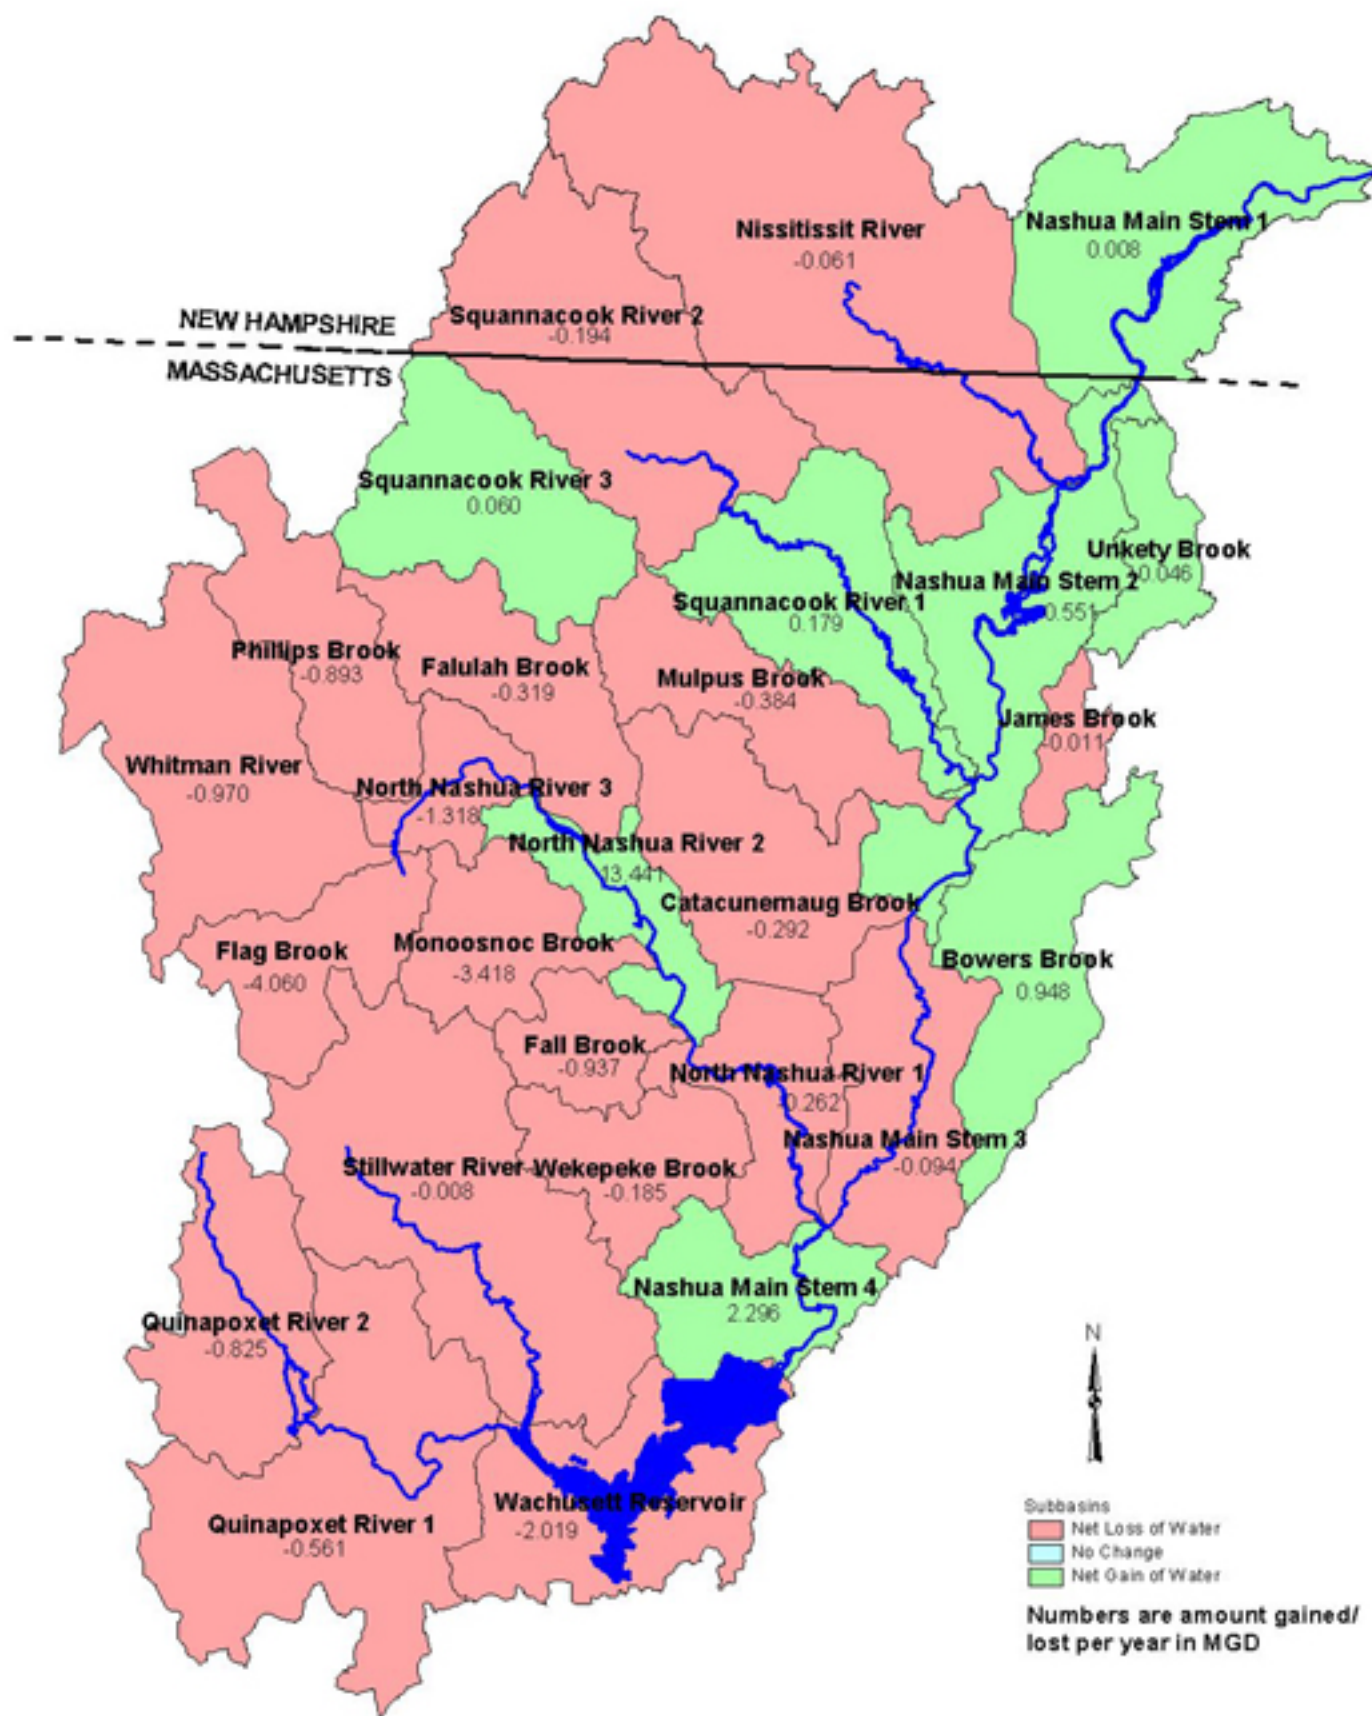 Nissitissit River
-0.061
Nashua Main Stem 1
0.008
Squannacook River 2
-0.194
NEW HAMPSHIRE
MASSACHUSETTS
Squannacook River 3
0.060
Unkety Brook
0.046
Nashua Main Stem 2
0.551
Squannacook River 1
0.179
Phillips Brook
-0.893
Falulah Brook
-0.319
Mulpus Brook
-0.384
James Brook
-0.011
Whitman River
-0.970
North Nashua River 3
-1.318
North Nashua River 2
13.441
Catacunemaug Brook
-0.292
Flag Brook
-4.060
Monoosnoc Brook
-3.418
Bowers Brook
0.948
Fall Brook
-0.937
North Nashua River 1
-0.262
Nashua Main Stem 3
-0.094
Stillwater River
-0.008
Wekepeke Brook
-0.185
Nashua Main Stem 4
2.296
Quinapoxet River 2
-0.825
N
Wachusett Reservoir
-2.019
Quinapoxet River 1
-0.561
Subbasins
Net Loss of Water
No Change
Net Gain of Water
Numbers are amount gained/
lost per year in MGD